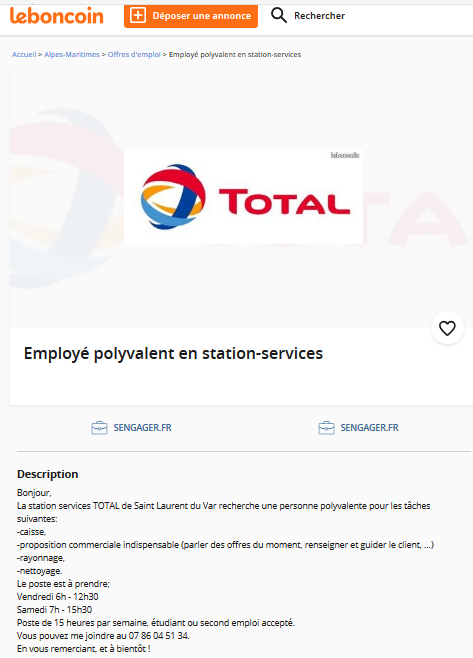 leboncoin
Déposer une annonce
Rechercher
Accueil > Alpes-Maritimes > Offres d'emploi > Employé polyvalent en station-services
leboncoin
TOTAL
Employé polyvalent en station-services
SENGAGER.FR
SENGAGER.FR
Description
Bonjour,
La station services TOTAL de Saint Laurent du Var recherche une personne polyvalente pour les tâches
suivantes:
-caisse,
-proposition commerciale indispensable (parler des offres du moment, renseigner et guider le client, ...)
-rayonnage,
-nettoyage.
Le poste est à prendre;
Vendredi 6h - 12h30
Samedi 7h - 15h30
Poste de 15 heures par semaine, étudiant ou second emploi accepté.
Vous pouvez me joindre au 07 86 04 51 34.
En vous remerciant, et à bientôt !